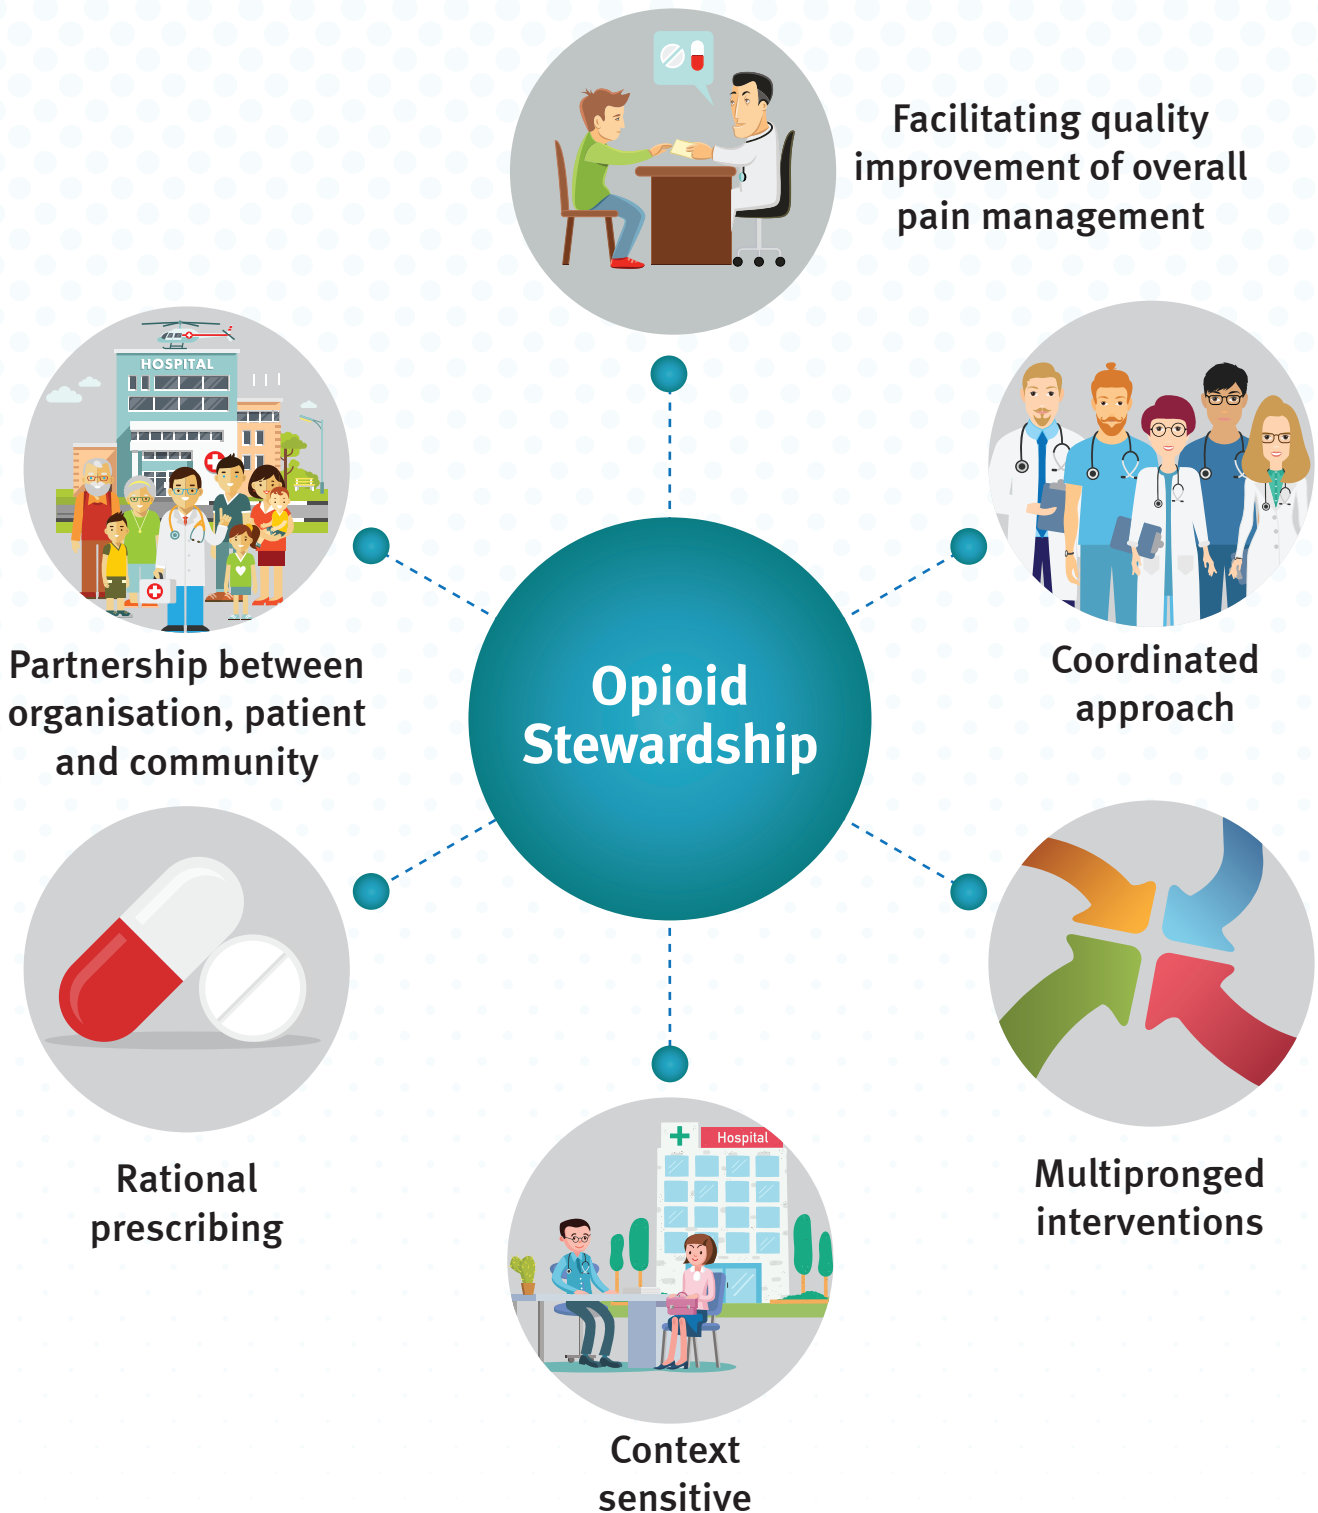 Facilitating quality
improvement of overall
pain management
HOSPITAL
Partnership between
organisation, patient
and community
Opioid
Stewardship
Coordinated
approach
Rational
prescribing
Multipronged
interventions
Hospital
Context
sensitive